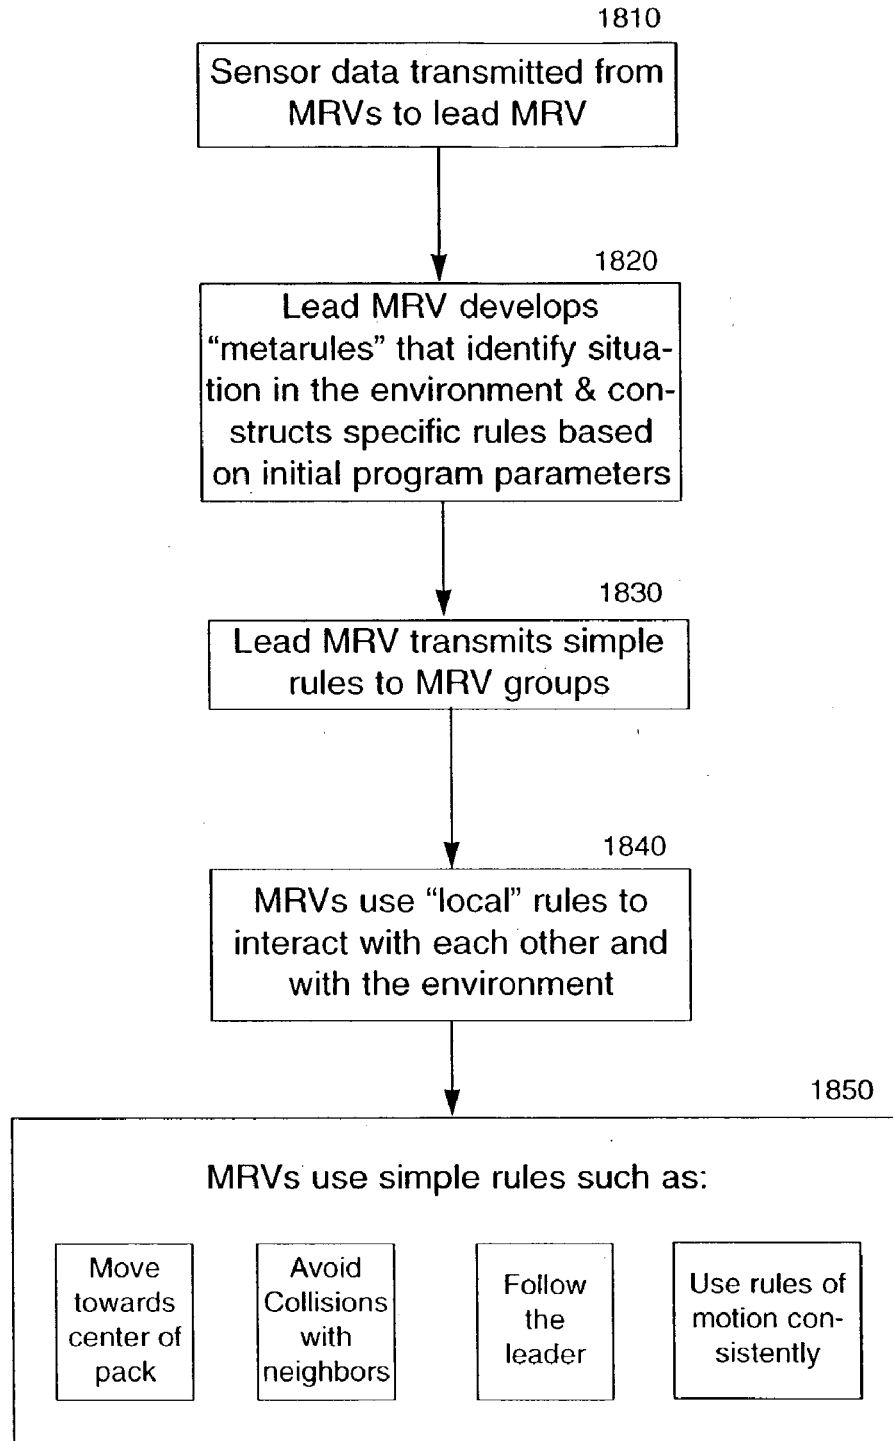 1810
Sensor data transmitted from
MRVs to lead MRV
1820
Lead MRV develops
“metarules” that identify situa-
tion in the environment & con-
structs specific rules based
on initial program parameters
1830
Lead MRV transmits simple
rules to MRV groups
1840
MRVs use “local” rules to
interact with each other and
with the environment
1850
MRVs use simple rules such as:
Move
towards
center of
pack
Avoid
Collisions
with
neighbors
Follow
the
leader
Use rules of
motion con-
sistently